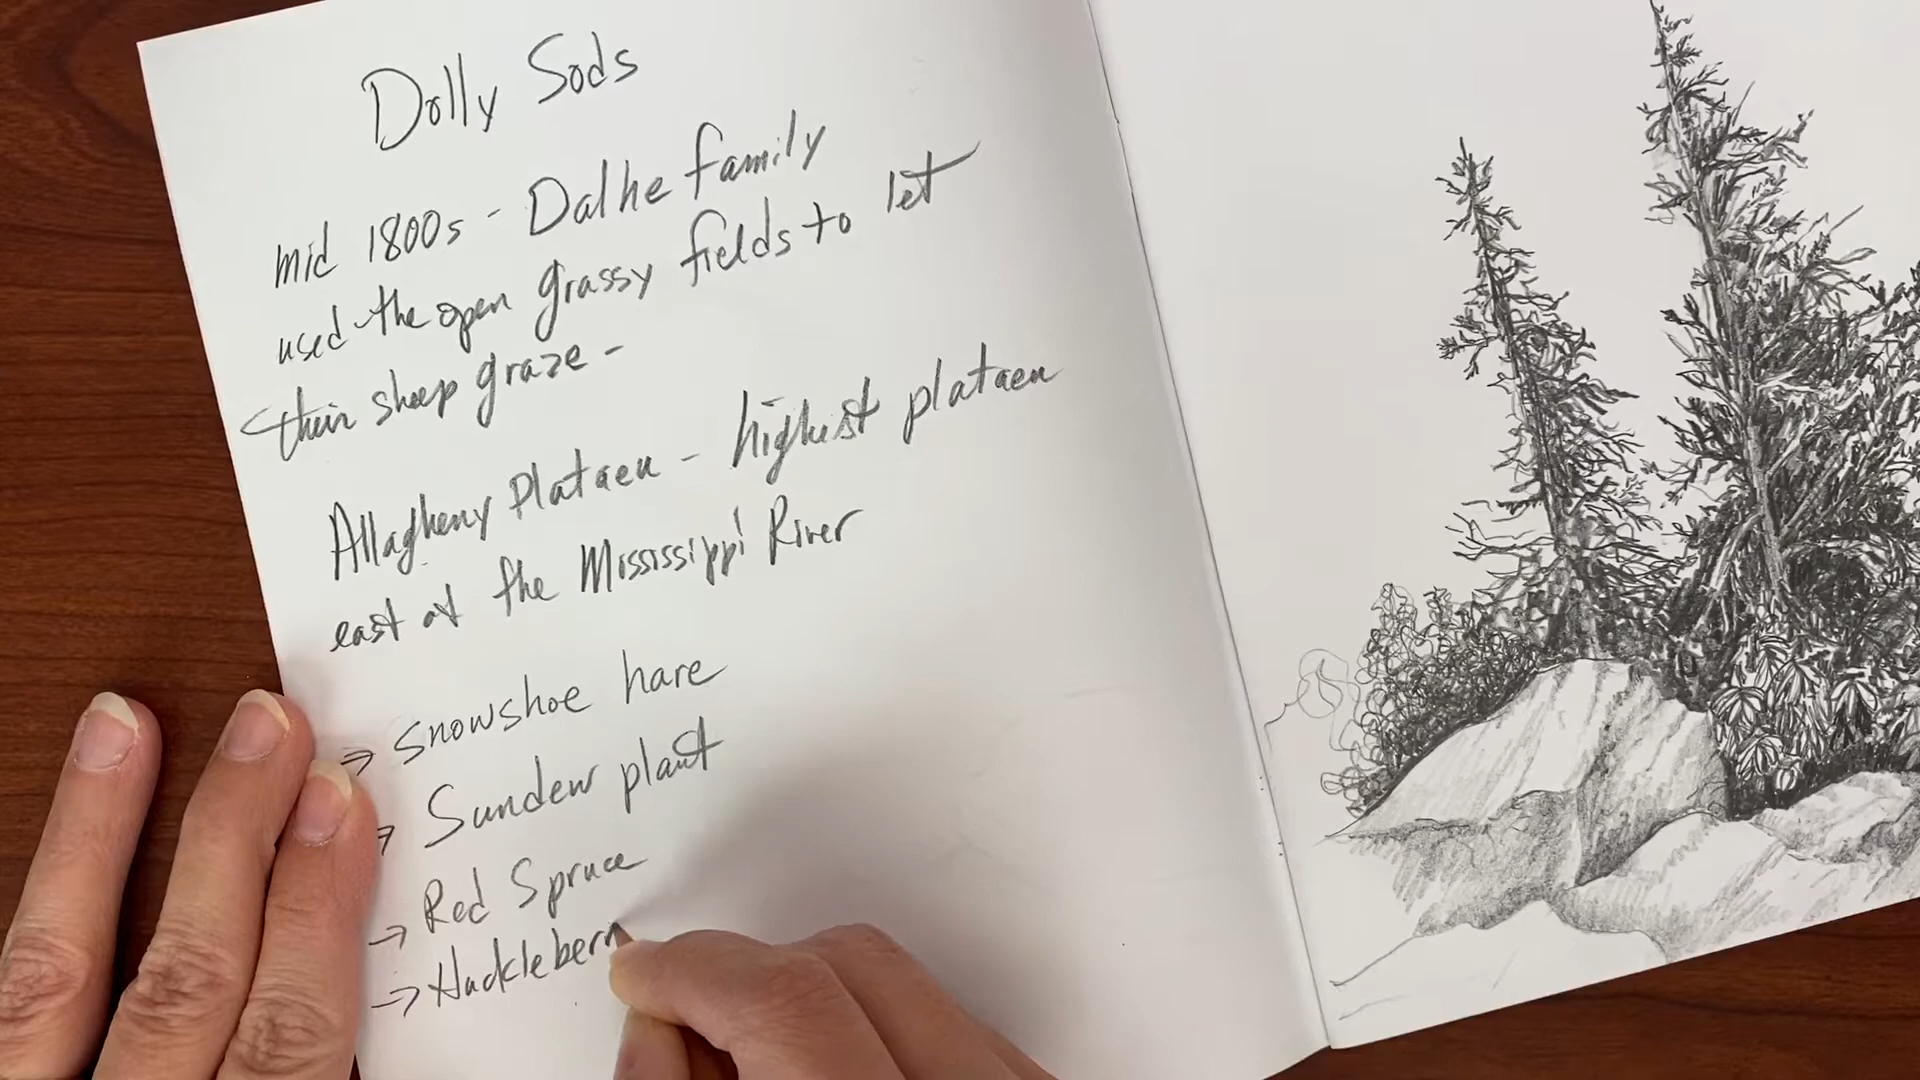 Dolly Sods
mid 1800s - Dalhe family
used the open grassy fields to let
their sheep graze -
Allagheny Plataeu - highest plataeu
east of the Mississippi River
→ snowshoe hare
→ Sundew plant
→ Red Spruce
→ Huckleberr